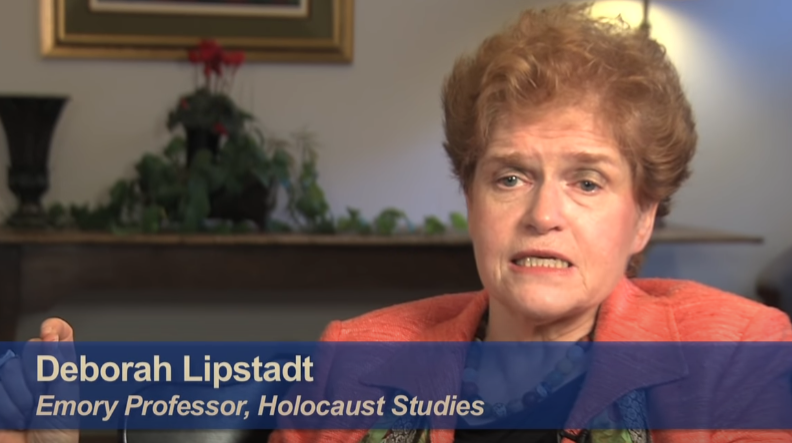 Deborah Lipstadt
Emory Professor, Holocaust Studies